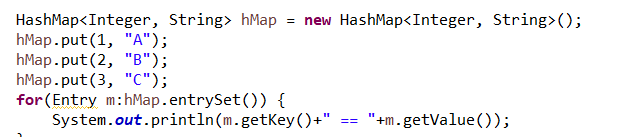 HashMap<Integer, String> hMap = new HashMap<Integer, String>();
hMap.put(1, "A");
hMap.put(2, "B");
hMap.put(3, "C");
for(Entry m:hMap.entrySet()) {
System.out.println(m.getKey()+" == "+m.getValue());